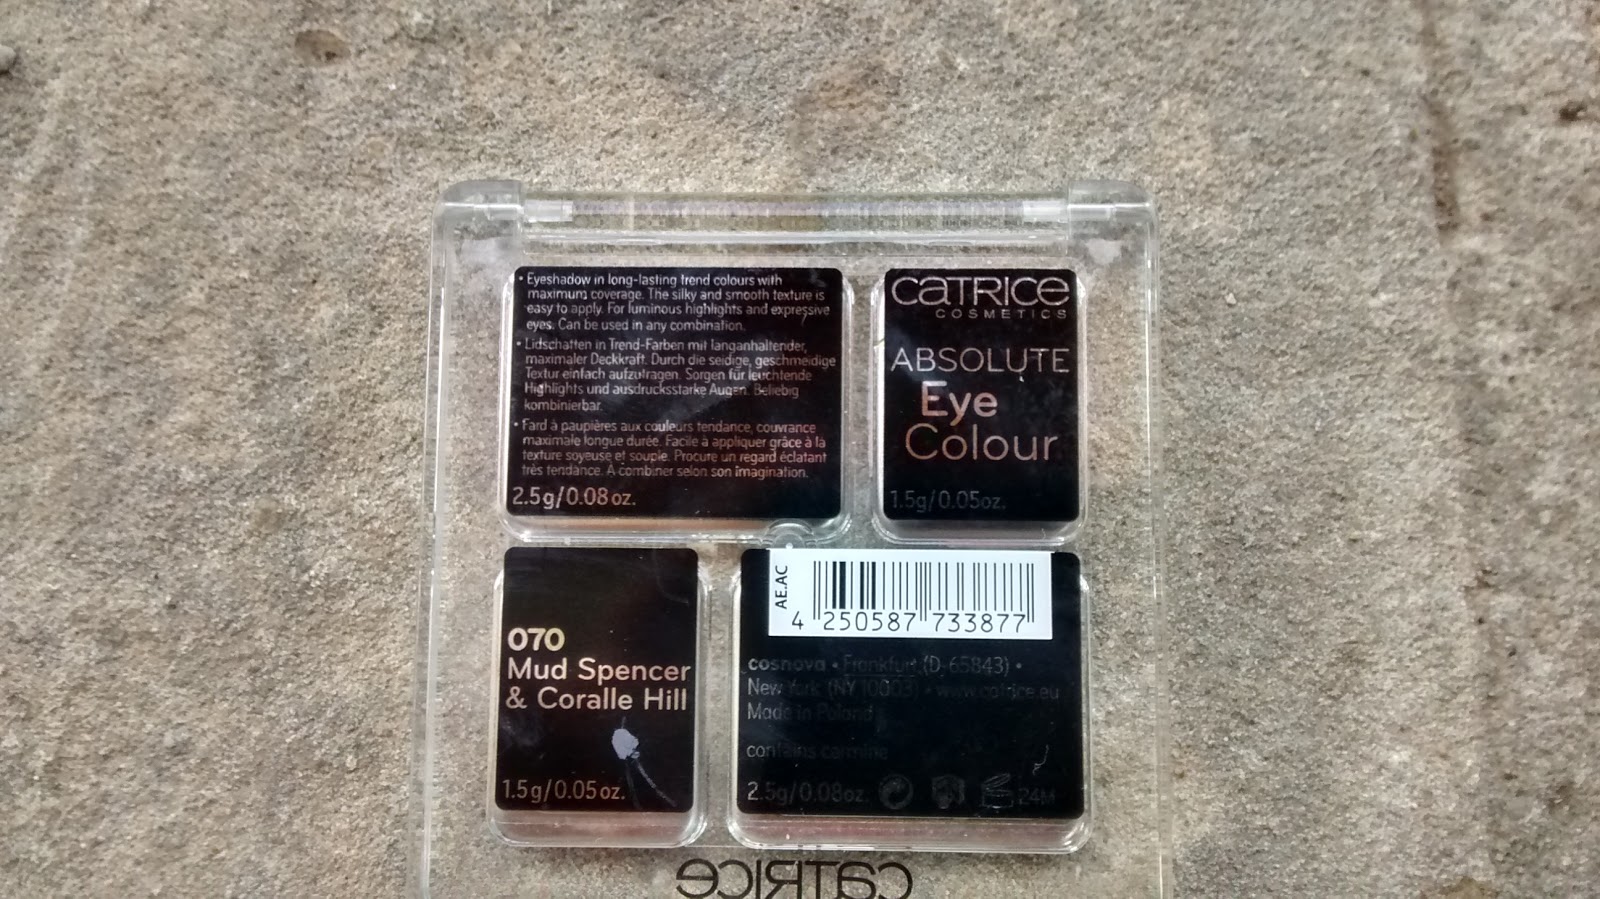 • Eyeshadow in long-lasting trend colours with
maximum coverage. The silky and smooth texture is
easy to apply. For luminous highlights and expressive
eyes. Can be used in any combination.
• Lidschatten in Trend-Farben mit langanhaltender,
maximaler Deckkraft. Durch die seidige, geschmeidige
Textur einfach aufzutragen. Sorgen für leuchtende
Highlights und ausdrucksstarke Augen. Beliebig
kombinierbar.
• Fard à paupières aux couleurs tendance, couvrance
maximale longue durée. Facile à appliquer grâce à la
texture soyeuse et souple. Procure un regard éclatant
très tendance. A combiner selon son imagination.
2.5g/0.08 oz.
CATRICE
COSMETICS
ABSOLUTE
Eye
Colour
1.5g/0.05oz.
070
Mud Spencer
& Coralle Hill
1.5g/0.05oz.
AE.AC
4 250587 733877
cosnova • Frankfurt (D-65843) •
New York (NY 10003) • www.catrice.eu
Made in Poland
contains carmine
2.5g/0.08oz. 24M
CATRICE